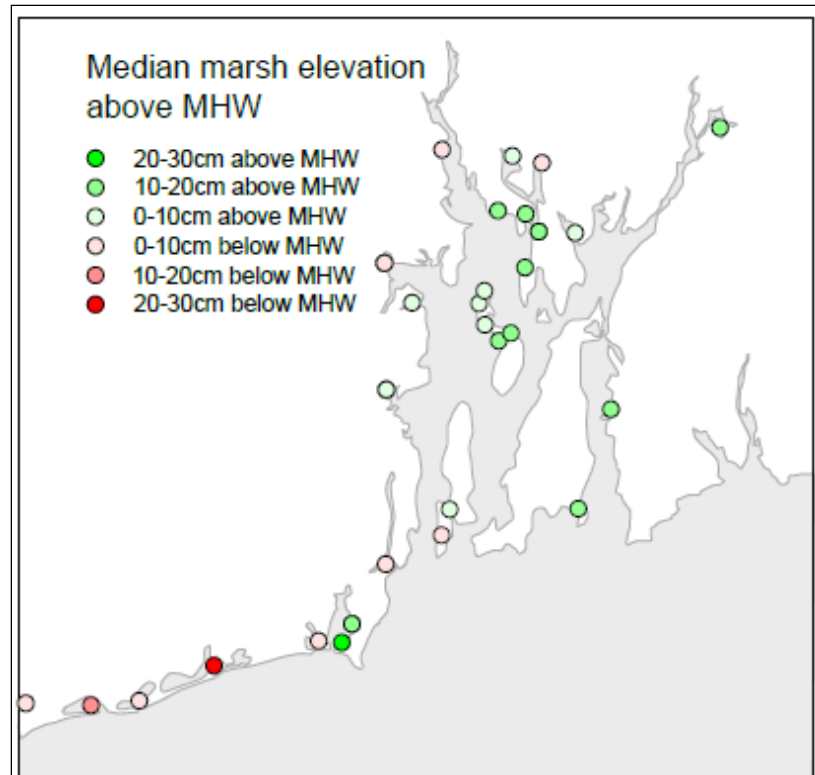 Median marsh elevation
above MHW
20-30cm above MHW
10-20cm above MHW
0-10cm above MHW
0-10cm below MHW
10-20cm below MHW
20-30cm below MHW